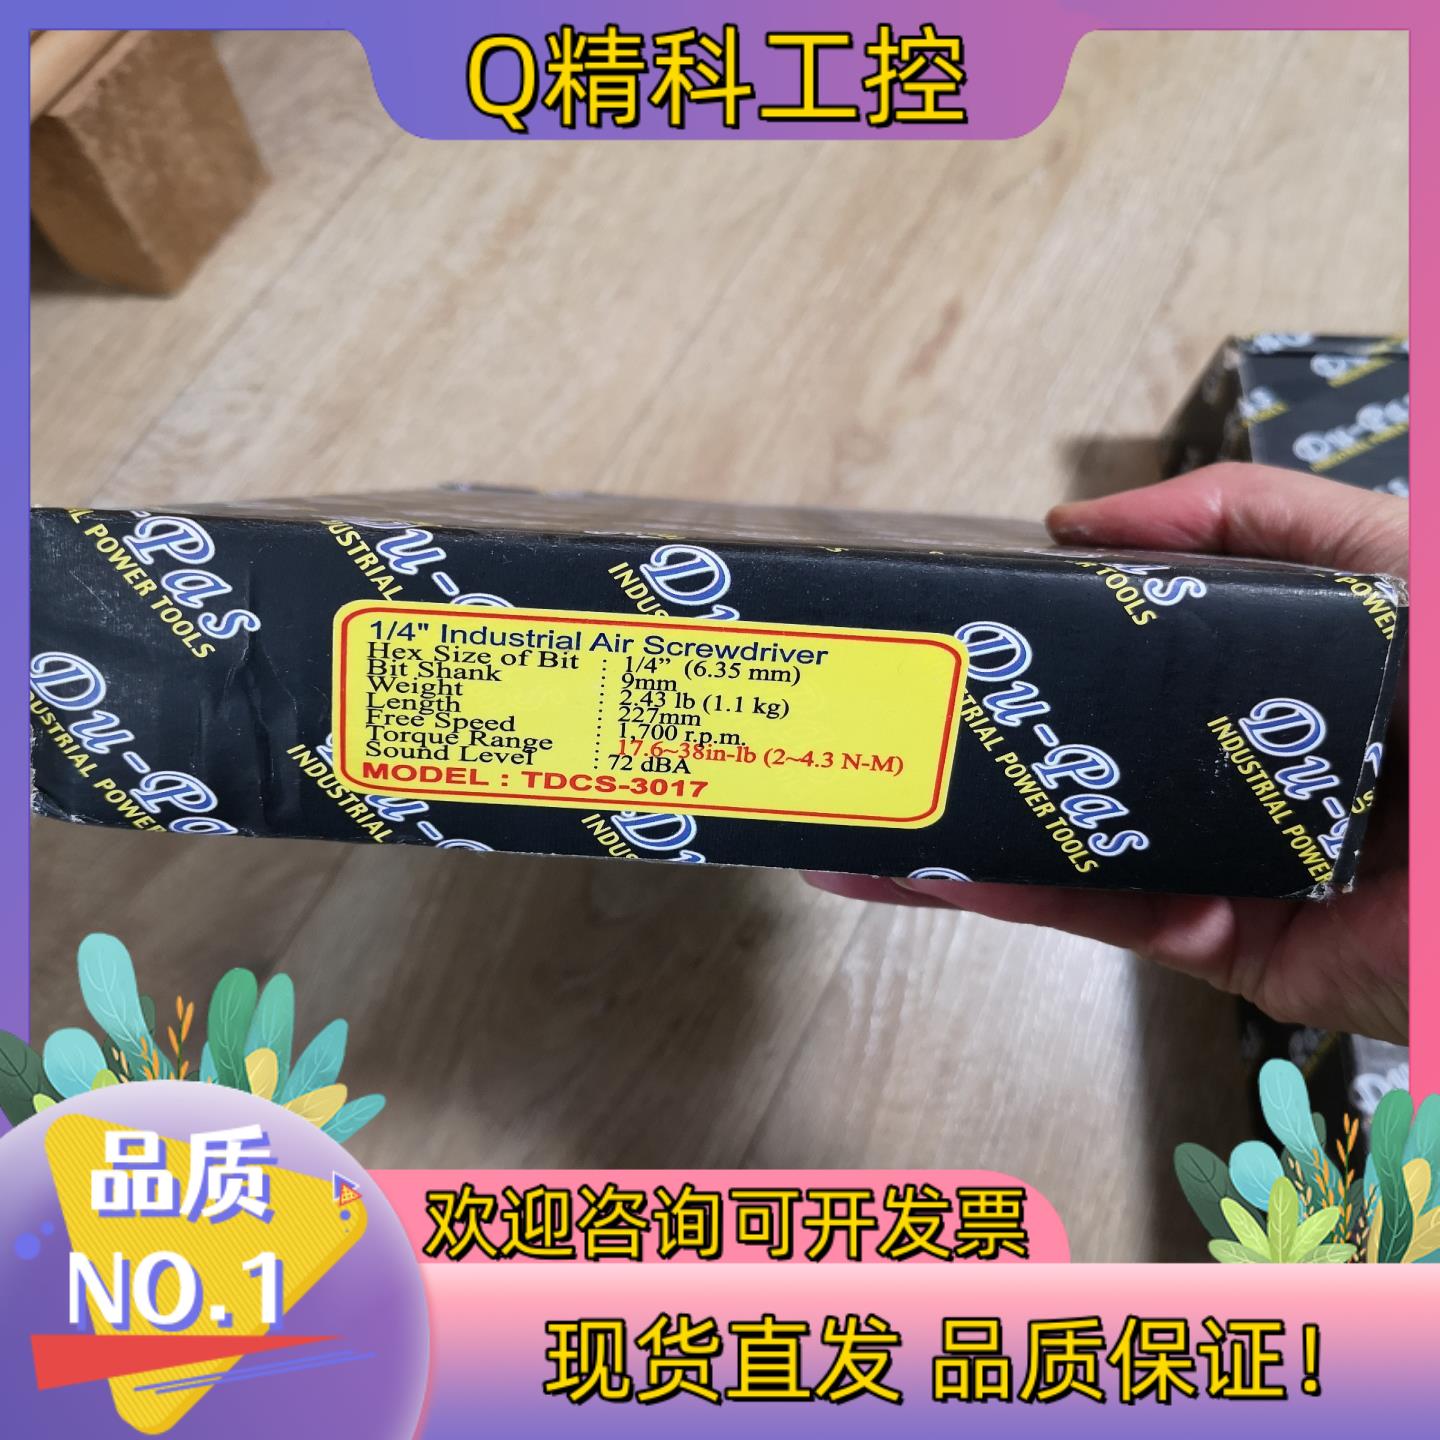 Q精科工控
Du-Pas
INDUSTRIAL POWER TOOLS
1/4" Industrial Air Screwdriver
Hex Size of Bit : 1/4” (6.35 mm)
Bit Shank : 9mm
Weight : 2.43 lb (1.1 kg)
Length : 227mm
Free Speed : 1,700 r.p.m.
Torque Range : 17.6~38in-lb (2~4.3 N-M)
Sound Level : 72 dBA
MODEL : TDCS-3017
品质
NO.1
欢迎咨询可开发票
现货直发 品质保证!